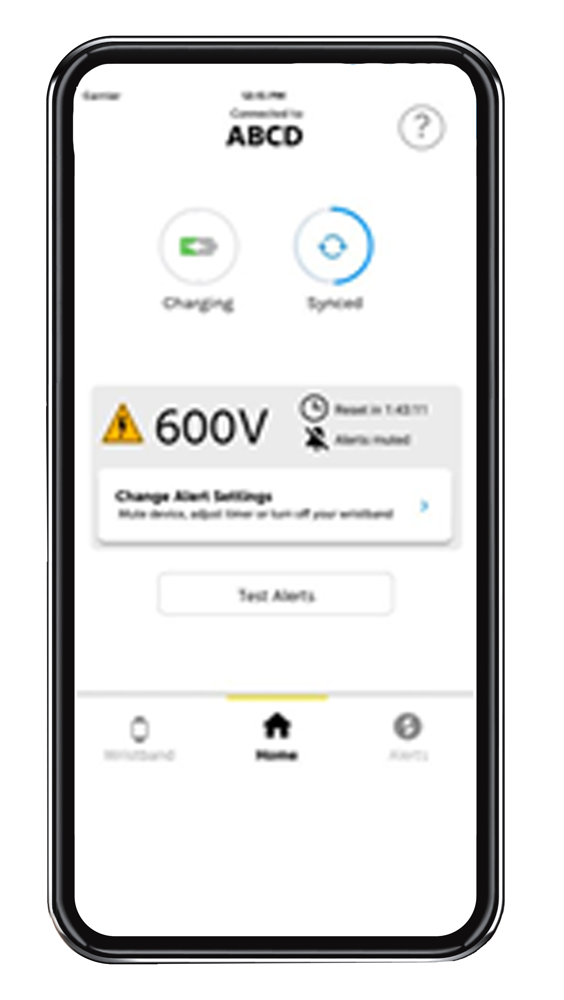 Carrier
Connected to
ABCD
?
Charging
Synced
600V
Reset in 1:43:11
Alerts muted
Change Alert Settings
Mute device, adjust timer or turn off your wristband
Test Alerts
Wristband
Home
Alerts